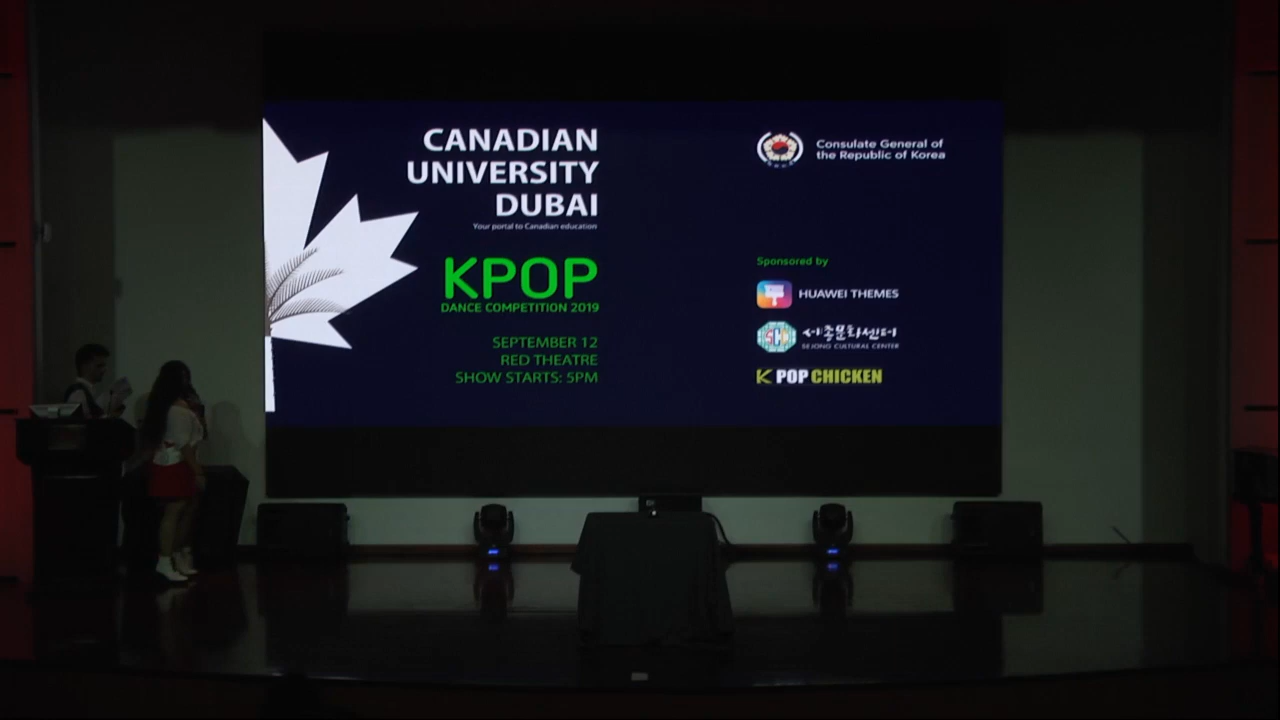 CANADIAN
UNIVERSITY
DUBAI
Your portal to Canadian education
KPOP
DANCE COMPETITION 2019
SEPTEMBER 12
RED THEATRE
SHOW STARTS: 5PM
Consulate General of
the Republic of Korea
Sponsored by
HUAWEI THEMES
세종문화센터
SEJONG CULTURAL CENTER
K POP CHICKEN